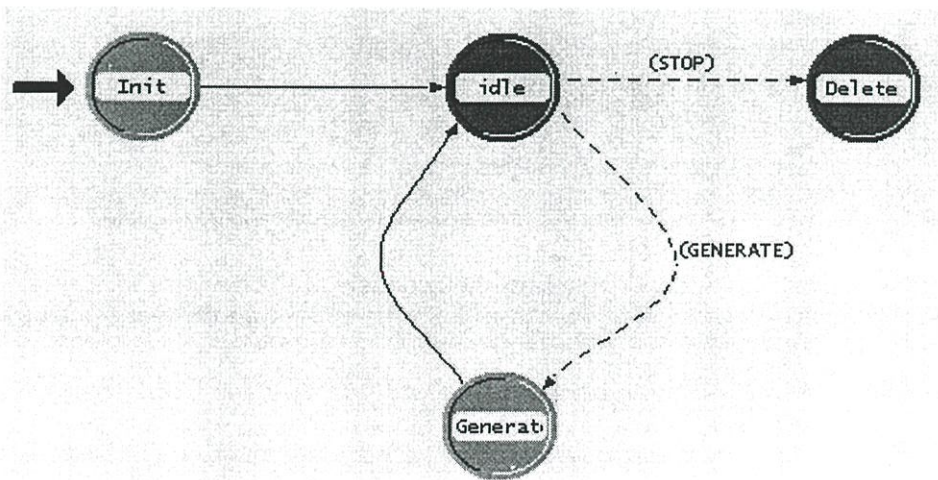 Init
idle
(STOP)
Delete
(GENERATE)
Generat